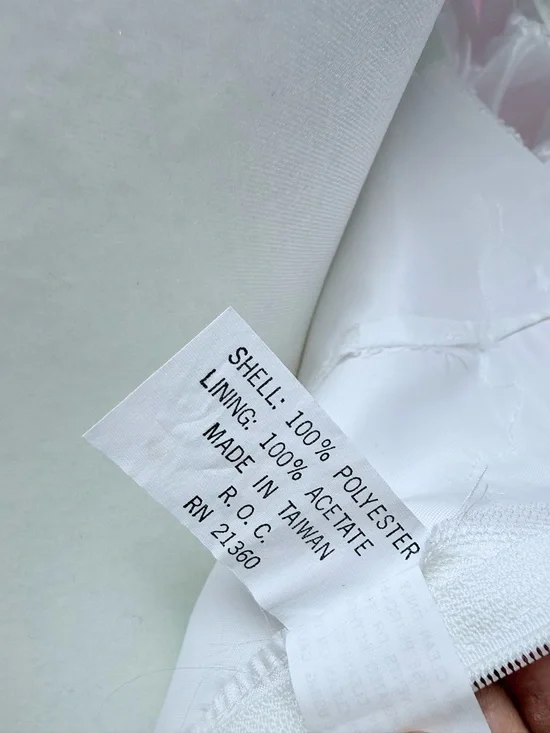 SHELL: 100% POLYESTER
LINING: 100% ACETATE
MADE IN TAIWAN
R. O. C.
RN 21360